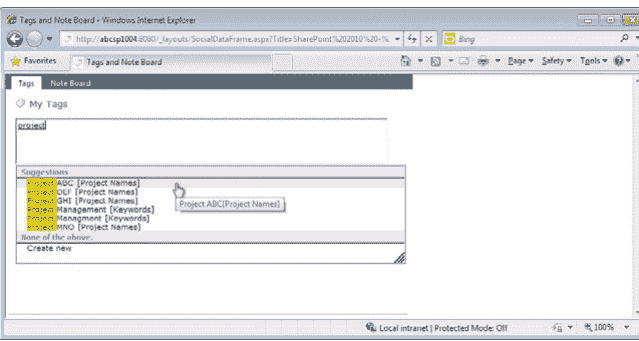 Tags and Note Board - Windows Internet Explorer
http://abcsp1004:8080/_layouts/SocialDataFrame.aspx?Title=SharePoint%202010%20-%
Bing
Favorites
Tags and Note Board
Page
Safety
Tools
Tags
Note Board
My Tags
project
Suggestions
Project ABC [Project Names]
Project DEF [Project Names]
Project GHI [Project Names]
Project Management [Keywords]
Project Managment [Keywords]
Project MNO [Project Names]
Project ABC[Project Names]
None of the above.
Create new
Local intranet | Protected Mode: Off
100%